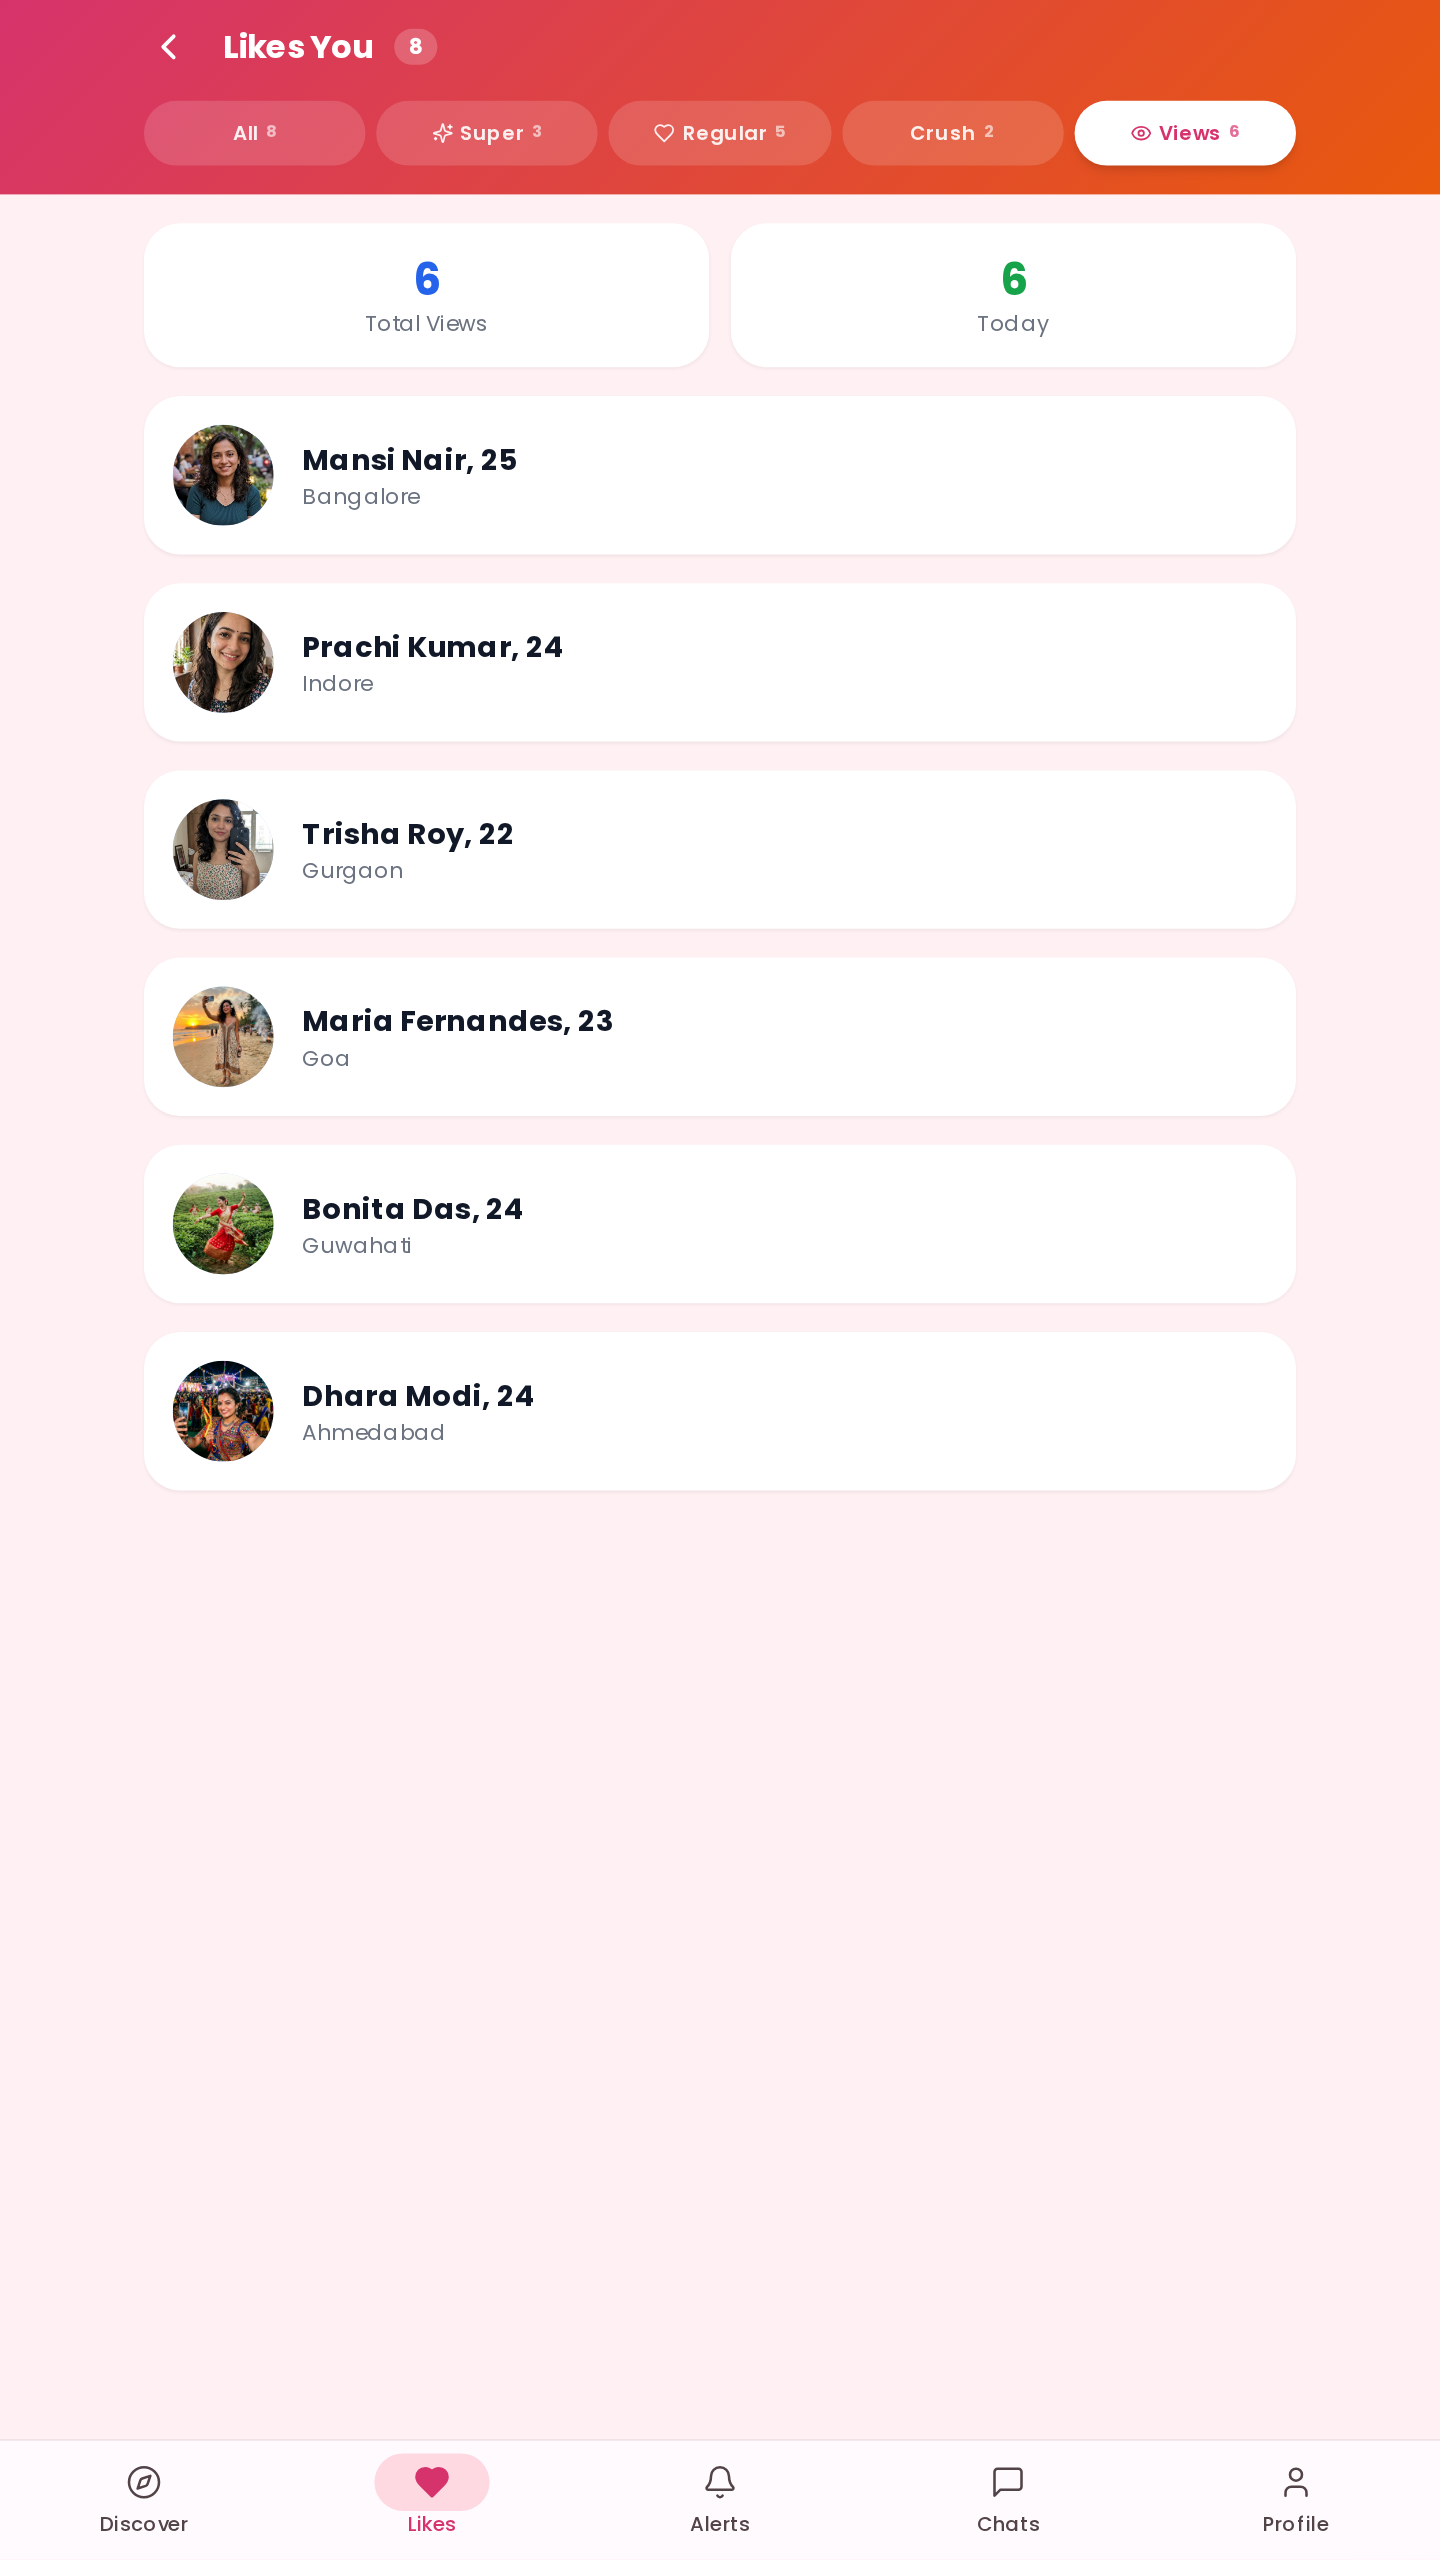 Likes You 8
All 8 Super 3 Regular 5 Crush 2 Views 6
6
Total Views
6
Today
Mansi Nair, 25
Bangalore
Prachi Kumar, 24
Indore
Trisha Roy, 22
Gurgaon
Maria Fernandes, 23
Goa
Bonita Das, 24
Guwahati
Dhara Modi, 24
Ahmedabad
Discover Likes Alerts Chats Profile